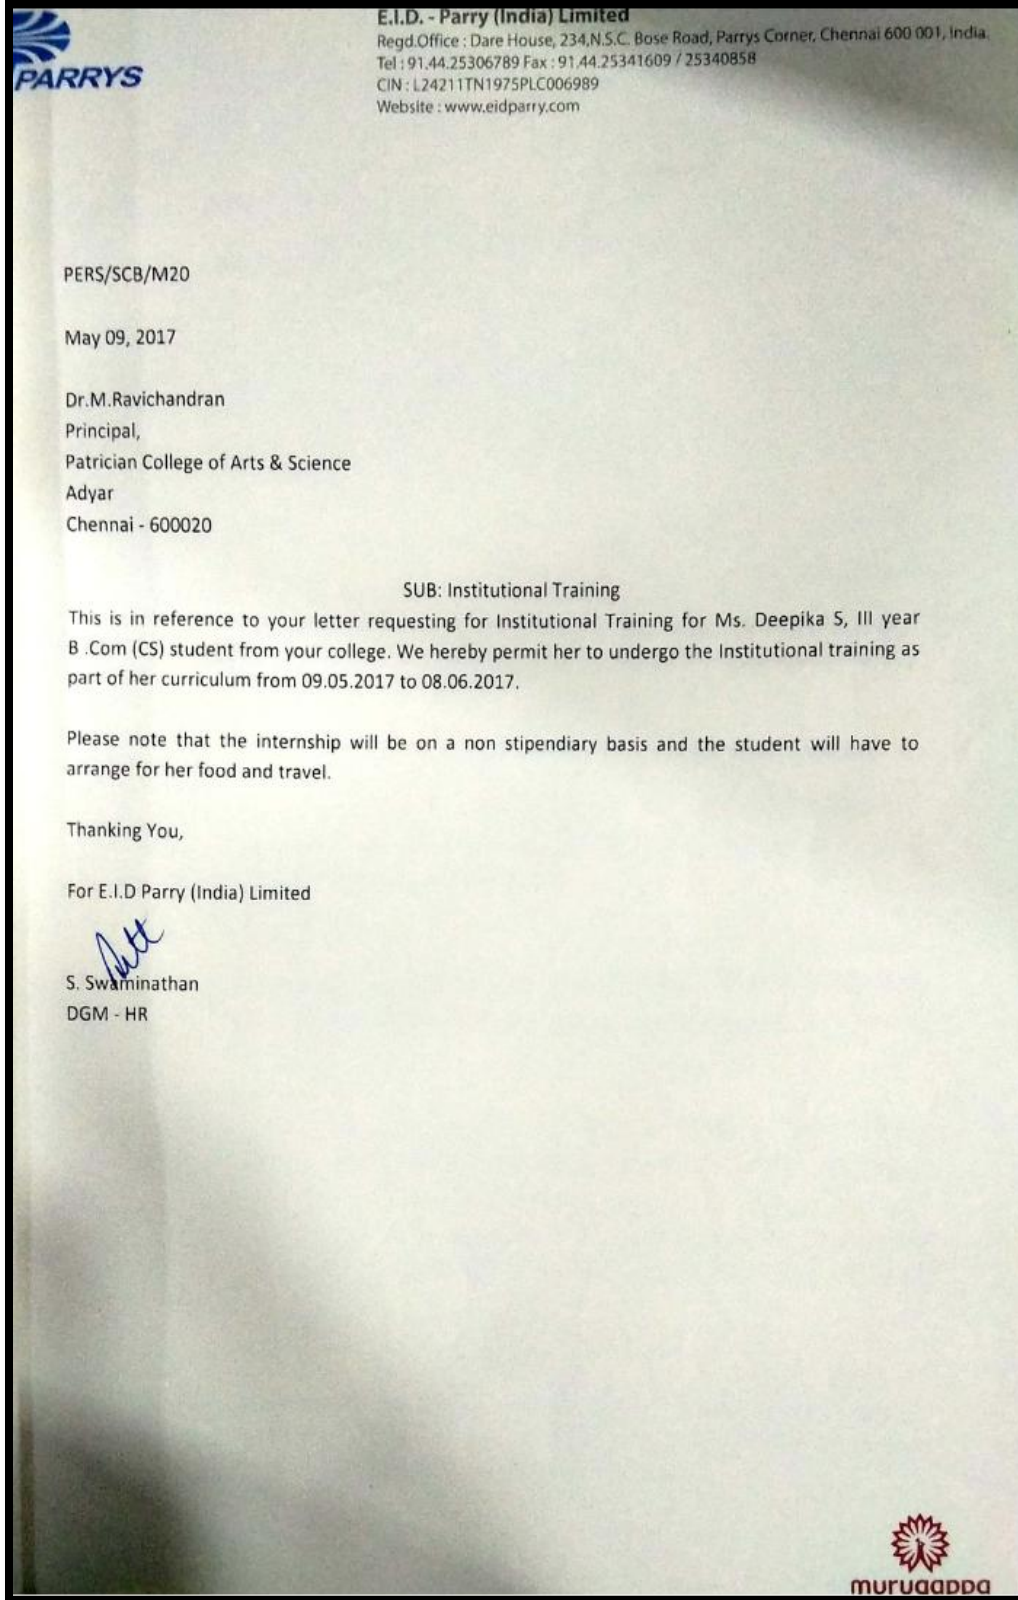 PARRYS
E.I.D. - Parry (India) Limited
Regd.Office : Dare House, 234,N.S.C. Bose Road, Parrys Corner, Chennai 600 001, India.
Tel : 91.44.25306789 Fax : 91.44.25341609 / 25340858
CIN : L24211TN1975PLC006989
Website : www.eidparry.com
PERS/SCB/M20
May 09, 2017
Dr.M.Ravichandran
Principal,
Patrician College of Arts & Science
Adyar
Chennai - 600020
SUB: Institutional Training
This is in reference to your letter requesting for Institutional Training for Ms. Deepika S, III year
B .Com (CS) student from your college. We hereby permit her to undergo the Institutional training as
part of her curriculum from 09.05.2017 to 08.06.2017.
Please note that the internship will be on a non stipendiary basis and the student will have to
arrange for her food and travel.
Thanking You,
For E.I.D Parry (India) Limited
S. Swaminathan
DGM - HR
murugappa